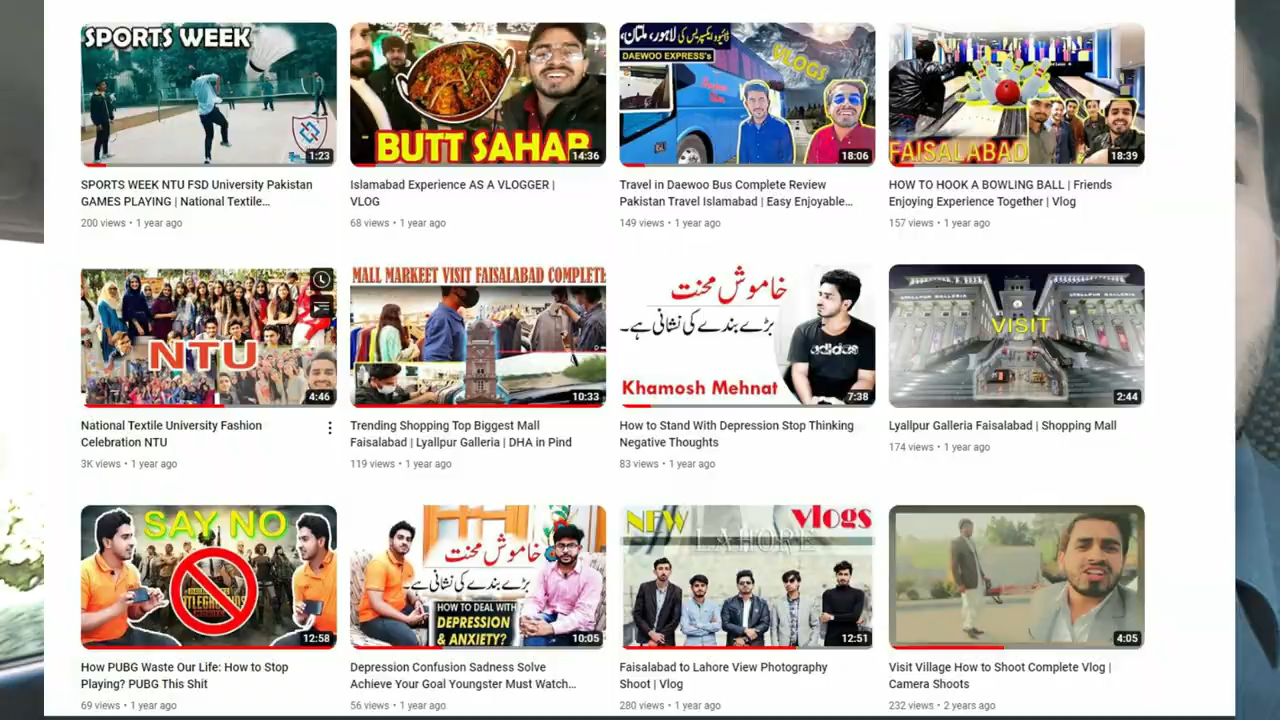 SPORTS WEEK
1:23
SPORTS WEEK NTU FSD University Pakistan
GAMES PLAYING | National Textile...
200 views • 1 year ago
BUTT SAHAB
14:36
Islamabad Experience AS A VLOGGER |
VLOG
68 views • 1 year ago
ڈائیوو ایکسپریس کی لاہور، ملتان،
DAEWOO EXPRESS's
VLOGS
18:06
Travel in Daewoo Bus Complete Review
Pakistan Travel Islamabad | Easy Enjoyable...
149 views • 1 year ago
FAISALABAD
18:39
HOW TO HOOK A BOWLING BALL | Friends
Enjoying Experience Together | Vlog
157 views • 1 year ago
NTU
4:46
National Textile University Fashion
Celebration NTU
3K views • 1 year ago
MALL MARKEET VISIT FAISALABAD COMPLETE
10:33
Trending Shopping Top Biggest Mall
Faisalabad | Lyallpur Galleria | DHA in Pind
119 views • 1 year ago
خاموش محنت
بڑے بندے کی نشانی ہے۔
adidas
Khamosh Mehnat
7:38
How to Stand With Depression Stop Thinking
Negative Thoughts
83 views • 1 year ago
LYALLPUR GALLERIA
VISIT
2:44
Lyallpur Galleria Faisalabad | Shopping Mall
174 views • 1 year ago
SAY NO
12:58
How PUBG Waste Our Life: How to Stop
Playing? PUBG This Shit
69 views • 1 year ago
خاموش محنت
بڑے بندے کی نشانی ہے۔
HOW TO DEAL WITH
DEPRESSION
& ANXIETY?
10:05
Depression Confusion Sadness Solve
Achieve Your Goal Youngster Must Watch...
56 views • 1 year ago
NEW
vlogs
LAHORE
12:51
Faisalabad to Lahore View Photography
Shoot | Vlog
280 views • 1 year ago
4:05
Visit Village How to Shoot Complete Vlog |
Camera Shoots
232 views • 2 years ago